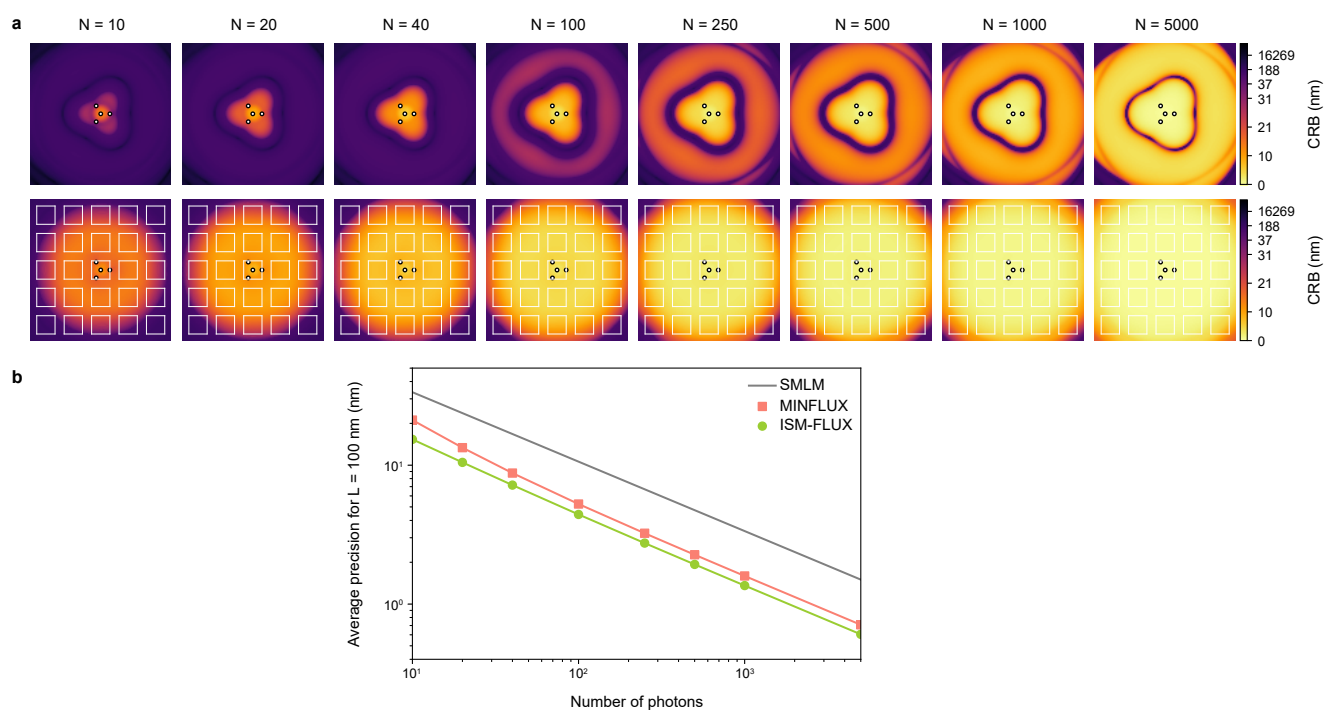 a
N = 10 N = 20 N = 40 N = 100 N = 250 N = 500 N = 1000 N = 5000
16269
188
37
31
21
10
0
CRB (nm)
16269
188
37
31
21
10
0
CRB (nm)
b
SMLM
MINFLUX
ISM-FLUX
Average precision for L = 100 nm (nm)
10¹
10⁰
10¹ 10² 10³
Number of photons